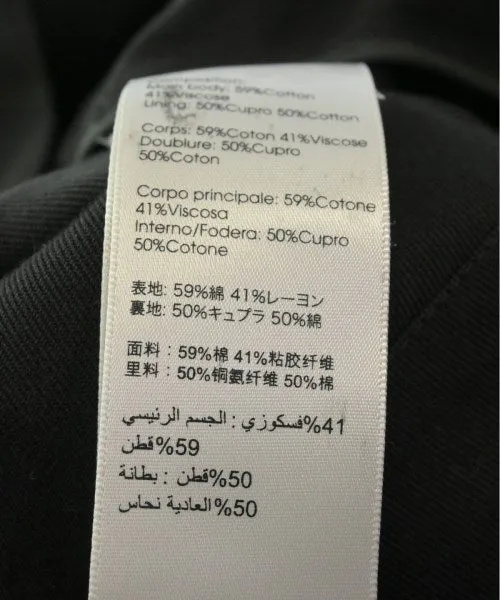 Composition:
Main body: 59%Cotton
41%Viscose
Lining: 50%Cupro 50%Cotton
Corps: 59%Coton 41%Viscose
Doublure: 50%Cupro
50%Coton
Corpo principale: 59%Cotone
41%Viscosa
Interno/Fodera: 50%Cupro
50%Cotone
表地: 59%綿 41%レーヨン
裏地: 50%キュプラ 50%綿
面料：59%棉 41%粘胶纤维
里料：50%铜氨纤维 50%棉
41%فسكوزي : الجسم الرئيسي
59%قطن
50%قطن : بطانة
50%العادية نحاس